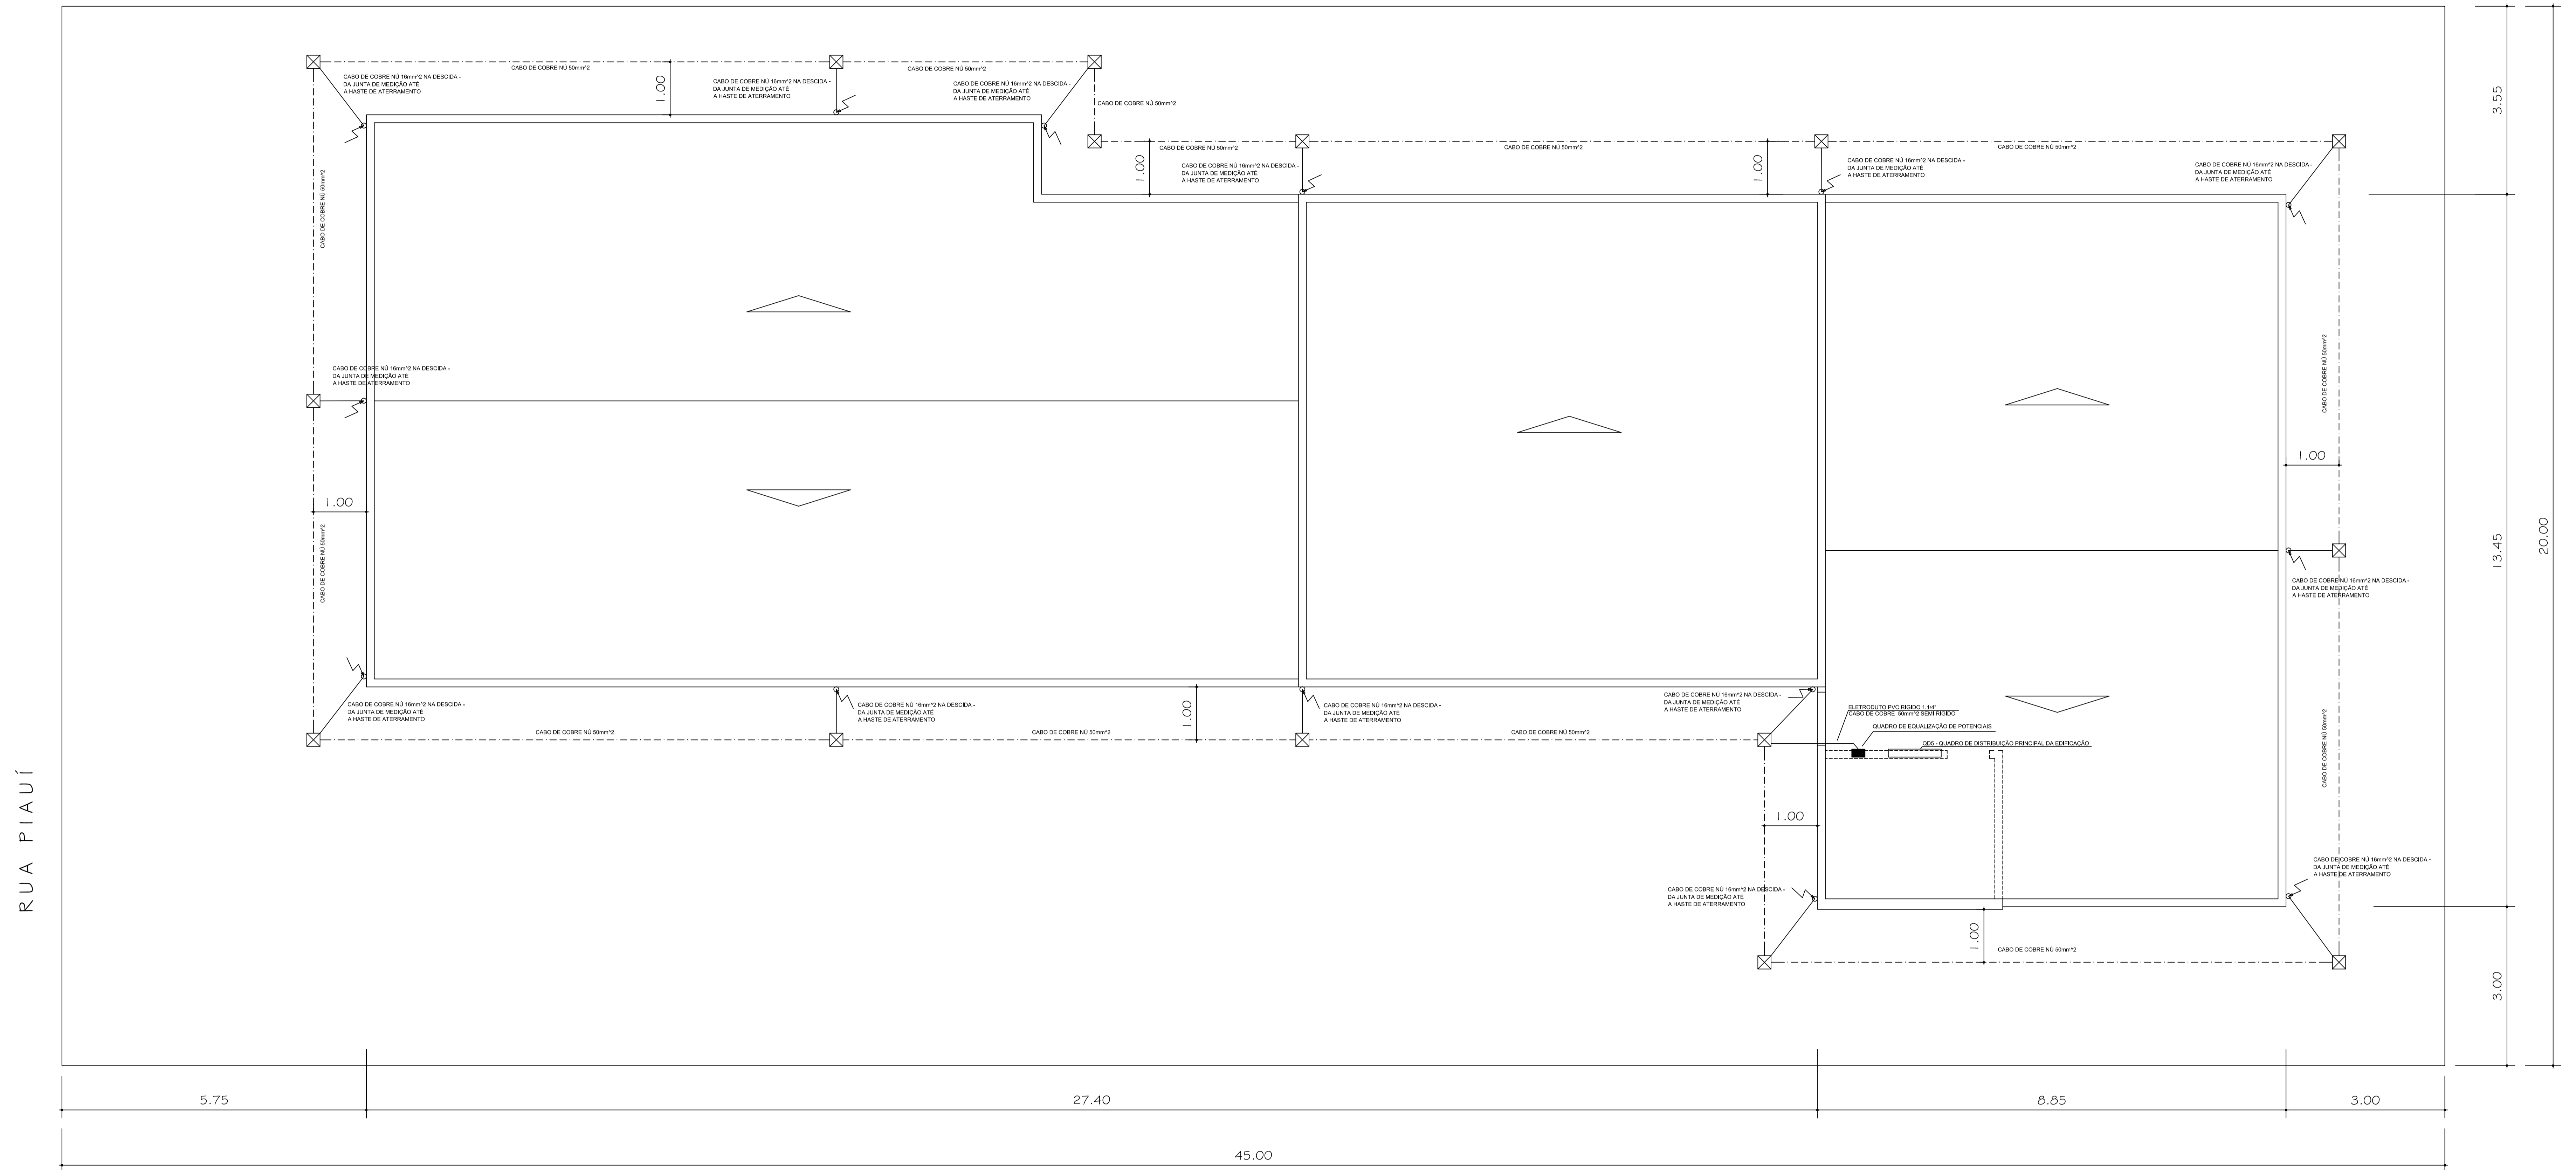 CABO DE COBRE NÚ 50mm^2
CABO DE COBRE NÚ 50mm^2
CABO DE COBRE NÚ 16mm^2 NA DESCIDA -
DA JUNTA DE MEDIÇÃO ATÉ
A HASTE DE ATERRAMENTO
1.00
CABO DE COBRE NÚ 16mm^2 NA DESCIDA -
DA JUNTA DE MEDIÇÃO ATÉ
A HASTE DE ATERRAMENTO
CABO DE COBRE NÚ 16mm^2 NA DESCIDA -
DA JUNTA DE MEDIÇÃO ATÉ
A HASTE DE ATERRAMENTO
CABO DE COBRE NÚ 50mm^2
3.55
CABO DE COBRE NÚ 50mm^2
CABO DE COBRE NÚ 50mm^2
CABO DE COBRE NÚ 50mm^2
1.00
CABO DE COBRE NÚ 16mm^2 NA DESCIDA -
DA JUNTA DE MEDIÇÃO ATÉ
A HASTE DE ATERRAMENTO
1.00
CABO DE COBRE NÚ 16mm^2 NA DESCIDA -
DA JUNTA DE MEDIÇÃO ATÉ
A HASTE DE ATERRAMENTO
CABO DE COBRE NÚ 16mm^2 NA DESCIDA -
DA JUNTA DE MEDIÇÃO ATÉ
A HASTE DE ATERRAMENTO
CABO DE COBRE NÚ 50mm^2
CABO DE COBRE NÚ 16mm^2 NA DESCIDA -
DA JUNTA DE MEDIÇÃO ATÉ
A HASTE DE ATERRAMENTO
CABO DE COBRE NÚ 50mm^2
1.00
1.00
CABO DE COBRE NÚ 50mm^2
13.45
20.00
CABO DE COBRE NÚ 16mm^2 NA DESCIDA -
DA JUNTA DE MEDIÇÃO ATÉ
A HASTE DE ATERRAMENTO
CABO DE COBRE NÚ 16mm^2 NA DESCIDA -
DA JUNTA DE MEDIÇÃO ATÉ
A HASTE DE ATERRAMENTO
CABO DE COBRE NÚ 16mm^2 NA DESCIDA -
DA JUNTA DE MEDIÇÃO ATÉ
A HASTE DE ATERRAMENTO
1.00
CABO DE COBRE NÚ 16mm^2 NA DESCIDA -
DA JUNTA DE MEDIÇÃO ATÉ
A HASTE DE ATERRAMENTO
CABO DE COBRE NÚ 16mm^2 NA DESCIDA -
DA JUNTA DE MEDIÇÃO ATÉ
A HASTE DE ATERRAMENTO
ELETRODUTO PVC RÍGIDO 1.1/4"
CABO DE COBRE 50mm^2 SEMI RÍGIDO
QUADRO DE EQUALIZAÇÃO DE POTENCIAIS
QD5 - QUADRO DE DISTRIBUIÇÃO PRINCIPAL DA EDIFICAÇÃO
CABO DE COBRE NÚ 50mm^2
CABO DE COBRE NÚ 50mm^2
CABO DE COBRE NÚ 50mm^2
CABO DE COBRE NÚ 50mm^2
RUA PIAUÍ
1.00
CABO DE COBRE NÚ 16mm^2 NA DESCIDA -
DA JUNTA DE MEDIÇÃO ATÉ
A HASTE DE ATERRAMENTO
CABO DE COBRE NÚ 16mm^2 NA DESCIDA -
DA JUNTA DE MEDIÇÃO ATÉ
A HASTE DE ATERRAMENTO
1.00
CABO DE COBRE NÚ 50mm^2
3.00
5.75
27.40
8.85
3.00
45.00